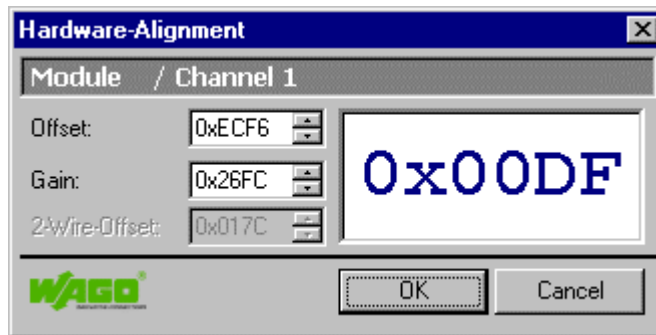 Hardware-Alignment
Module / Channel 1
Offset: 0xECF6
Gain: 0x26FC
2-Wire-Offset: 0x017C
0x00DF
WAGO®
OK Cancel